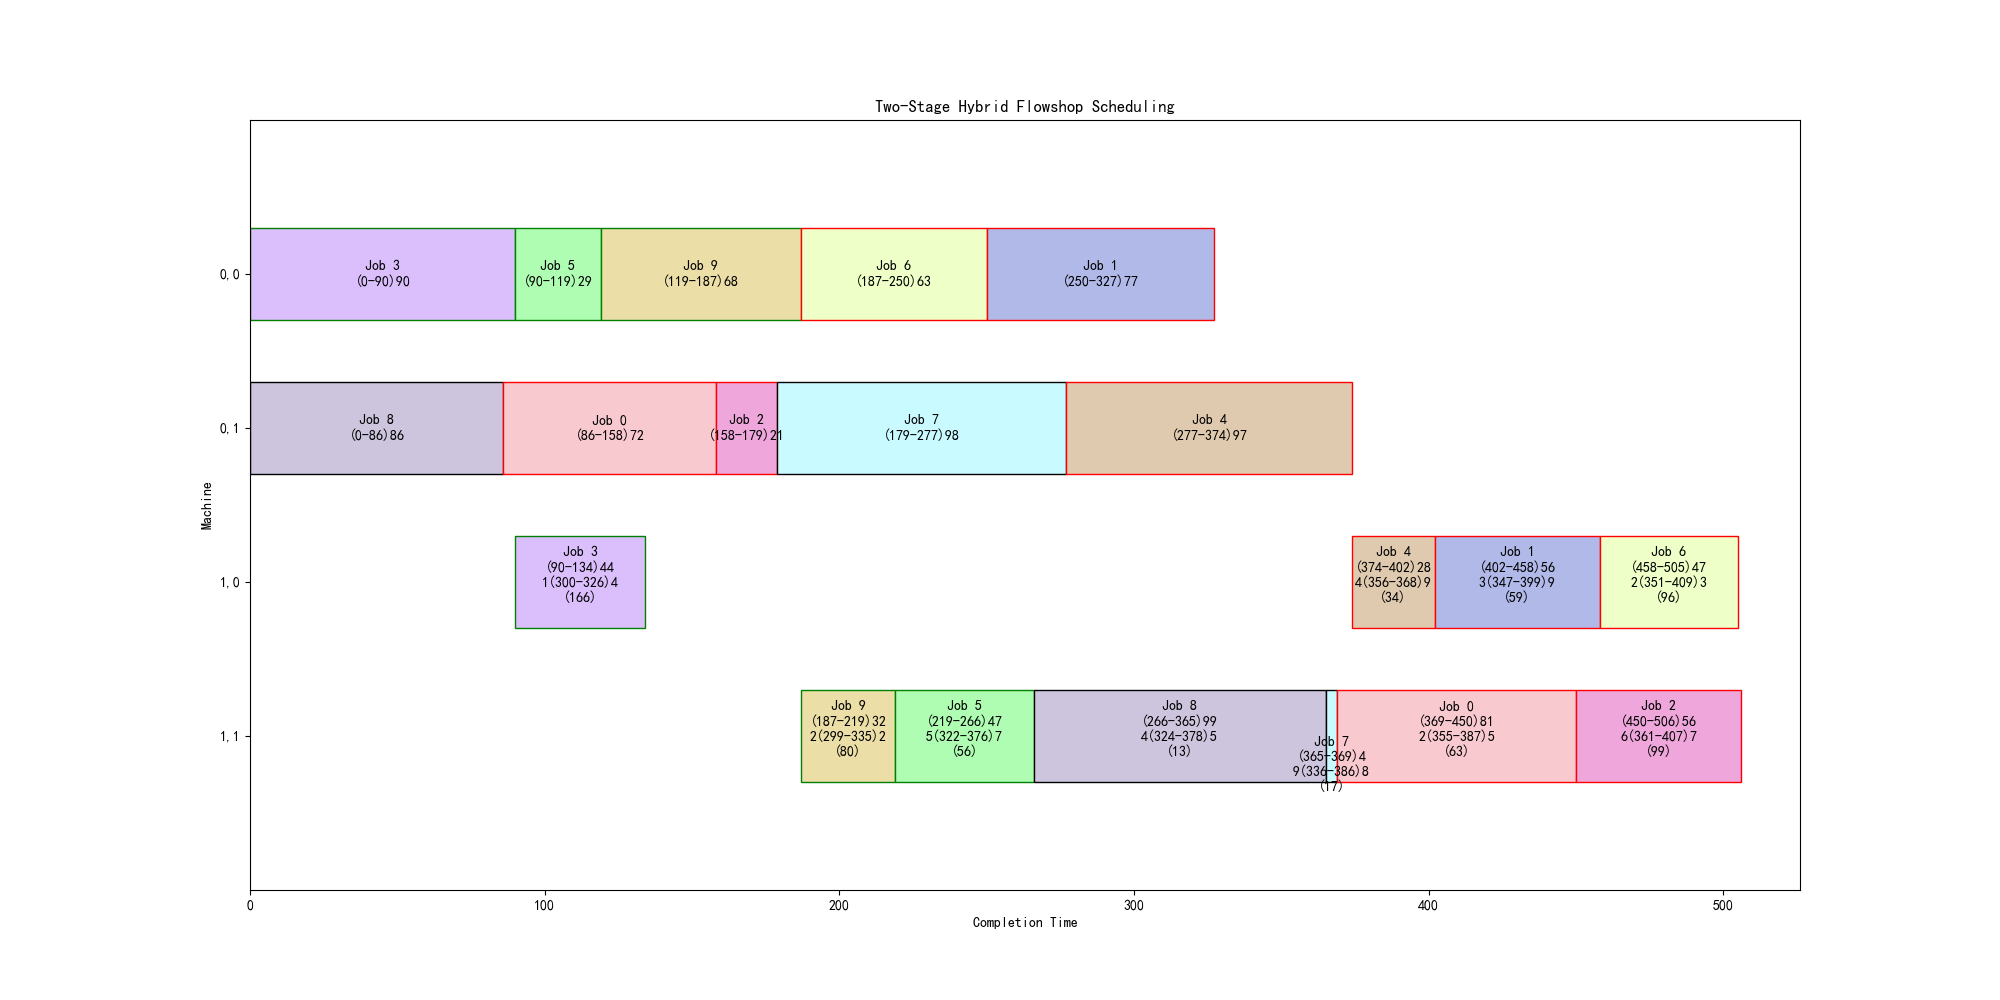 Two-Stage Hybrid Flowshop Scheduling
0,0
Job 3
(0-90)90
Job 5
(90-119)29
Job 9
(119-187)68
Job 6
(187-250)63
Job 1
(250-327)77
0,1
Job 8
(0-86)86
Job 0
(86-158)72
Job 2
(158-179)21
Job 7
(179-277)98
Job 4
(277-374)97
Machine
1,0
Job 3
(90-134)44
1(300-326)4
(166)
Job 4
(374-402)28
4(356-368)9
(34)
Job 1
(402-458)56
3(347-399)9
(59)
Job 6
(458-505)47
2(351-409)3
(96)
1,1
Job 9
(187-219)32
2(299-335)2
(80)
Job 5
(219-266)47
5(322-376)7
(56)
Job 8
(266-365)99
4(324-378)5
(13)
Job 7
(365-369)4
9(336-386)8
(17)
Job 0
(369-450)81
2(355-387)5
(63)
Job 2
(450-506)56
6(361-407)7
(99)
0
100
200
300
400
500
Completion Time